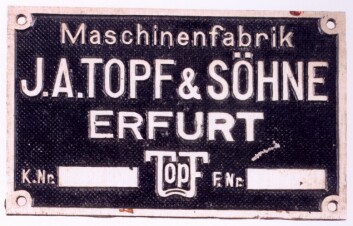 Maschinenfabrik
J.A.TOPF & SÖHNE
ERFURT
K.Nr. TOPF F.Nr.